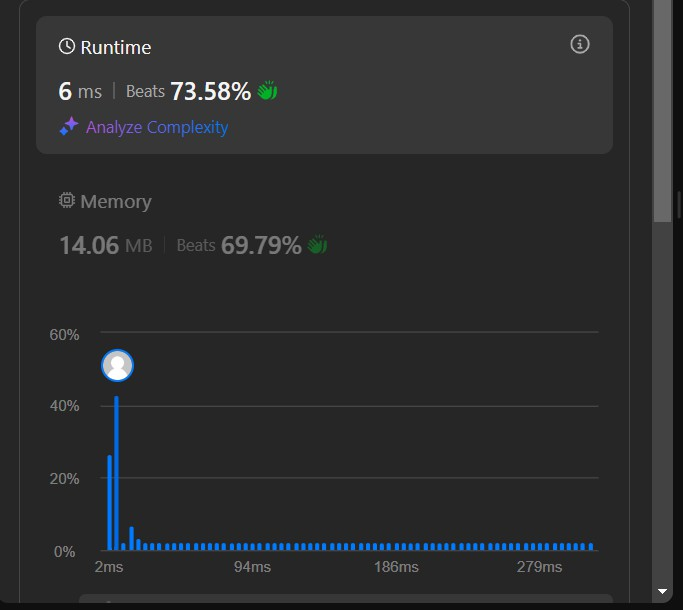 Runtime
6 ms | Beats 73.58%
Analyze Complexity
Memory
14.06 MB | Beats 69.79%
60%
40%
20%
0%
2ms 94ms 186ms 279ms